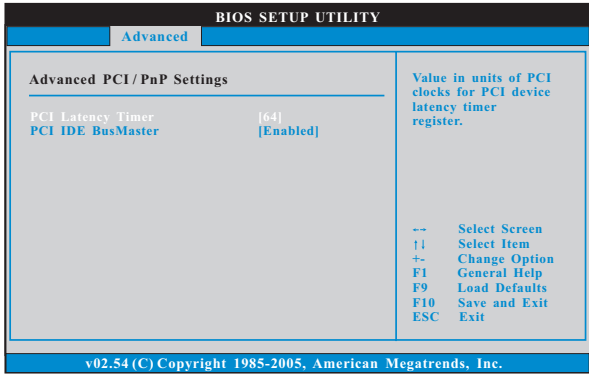 BIOS SETUP UTILITY
Advanced
Advanced PCI / PnP Settings
PCI Latency Timer [64]
PCI IDE BusMaster [Enabled]
Value in units of PCI
clocks for PCI device
latency timer
register.
←→ Select Screen
↑↓ Select Item
+- Change Option
F1 General Help
F9 Load Defaults
F10 Save and Exit
ESC Exit
v02.54 (C) Copyright 1985-2005, American Megatrends, Inc.